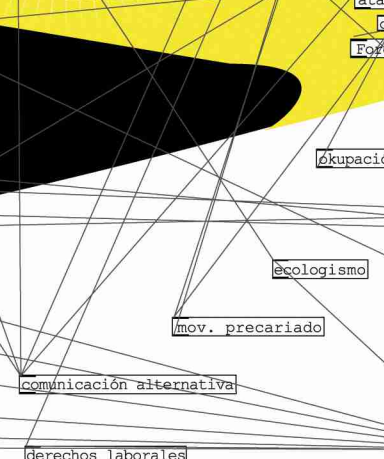 okupació
ecologismo
mov. precariado
comunicación alternativa
derechos laborales